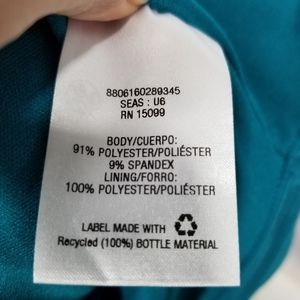 8806160289345
SEAS : U6
RN 15099
BODY/CUERPO:
91% POLYESTER/POLIÉSTER
9% SPANDEX
LINING/FORRO:
100% POLYESTER/POLIÉSTER
LABEL MADE WITH
Recycled (100%) BOTTLE MATERIAL